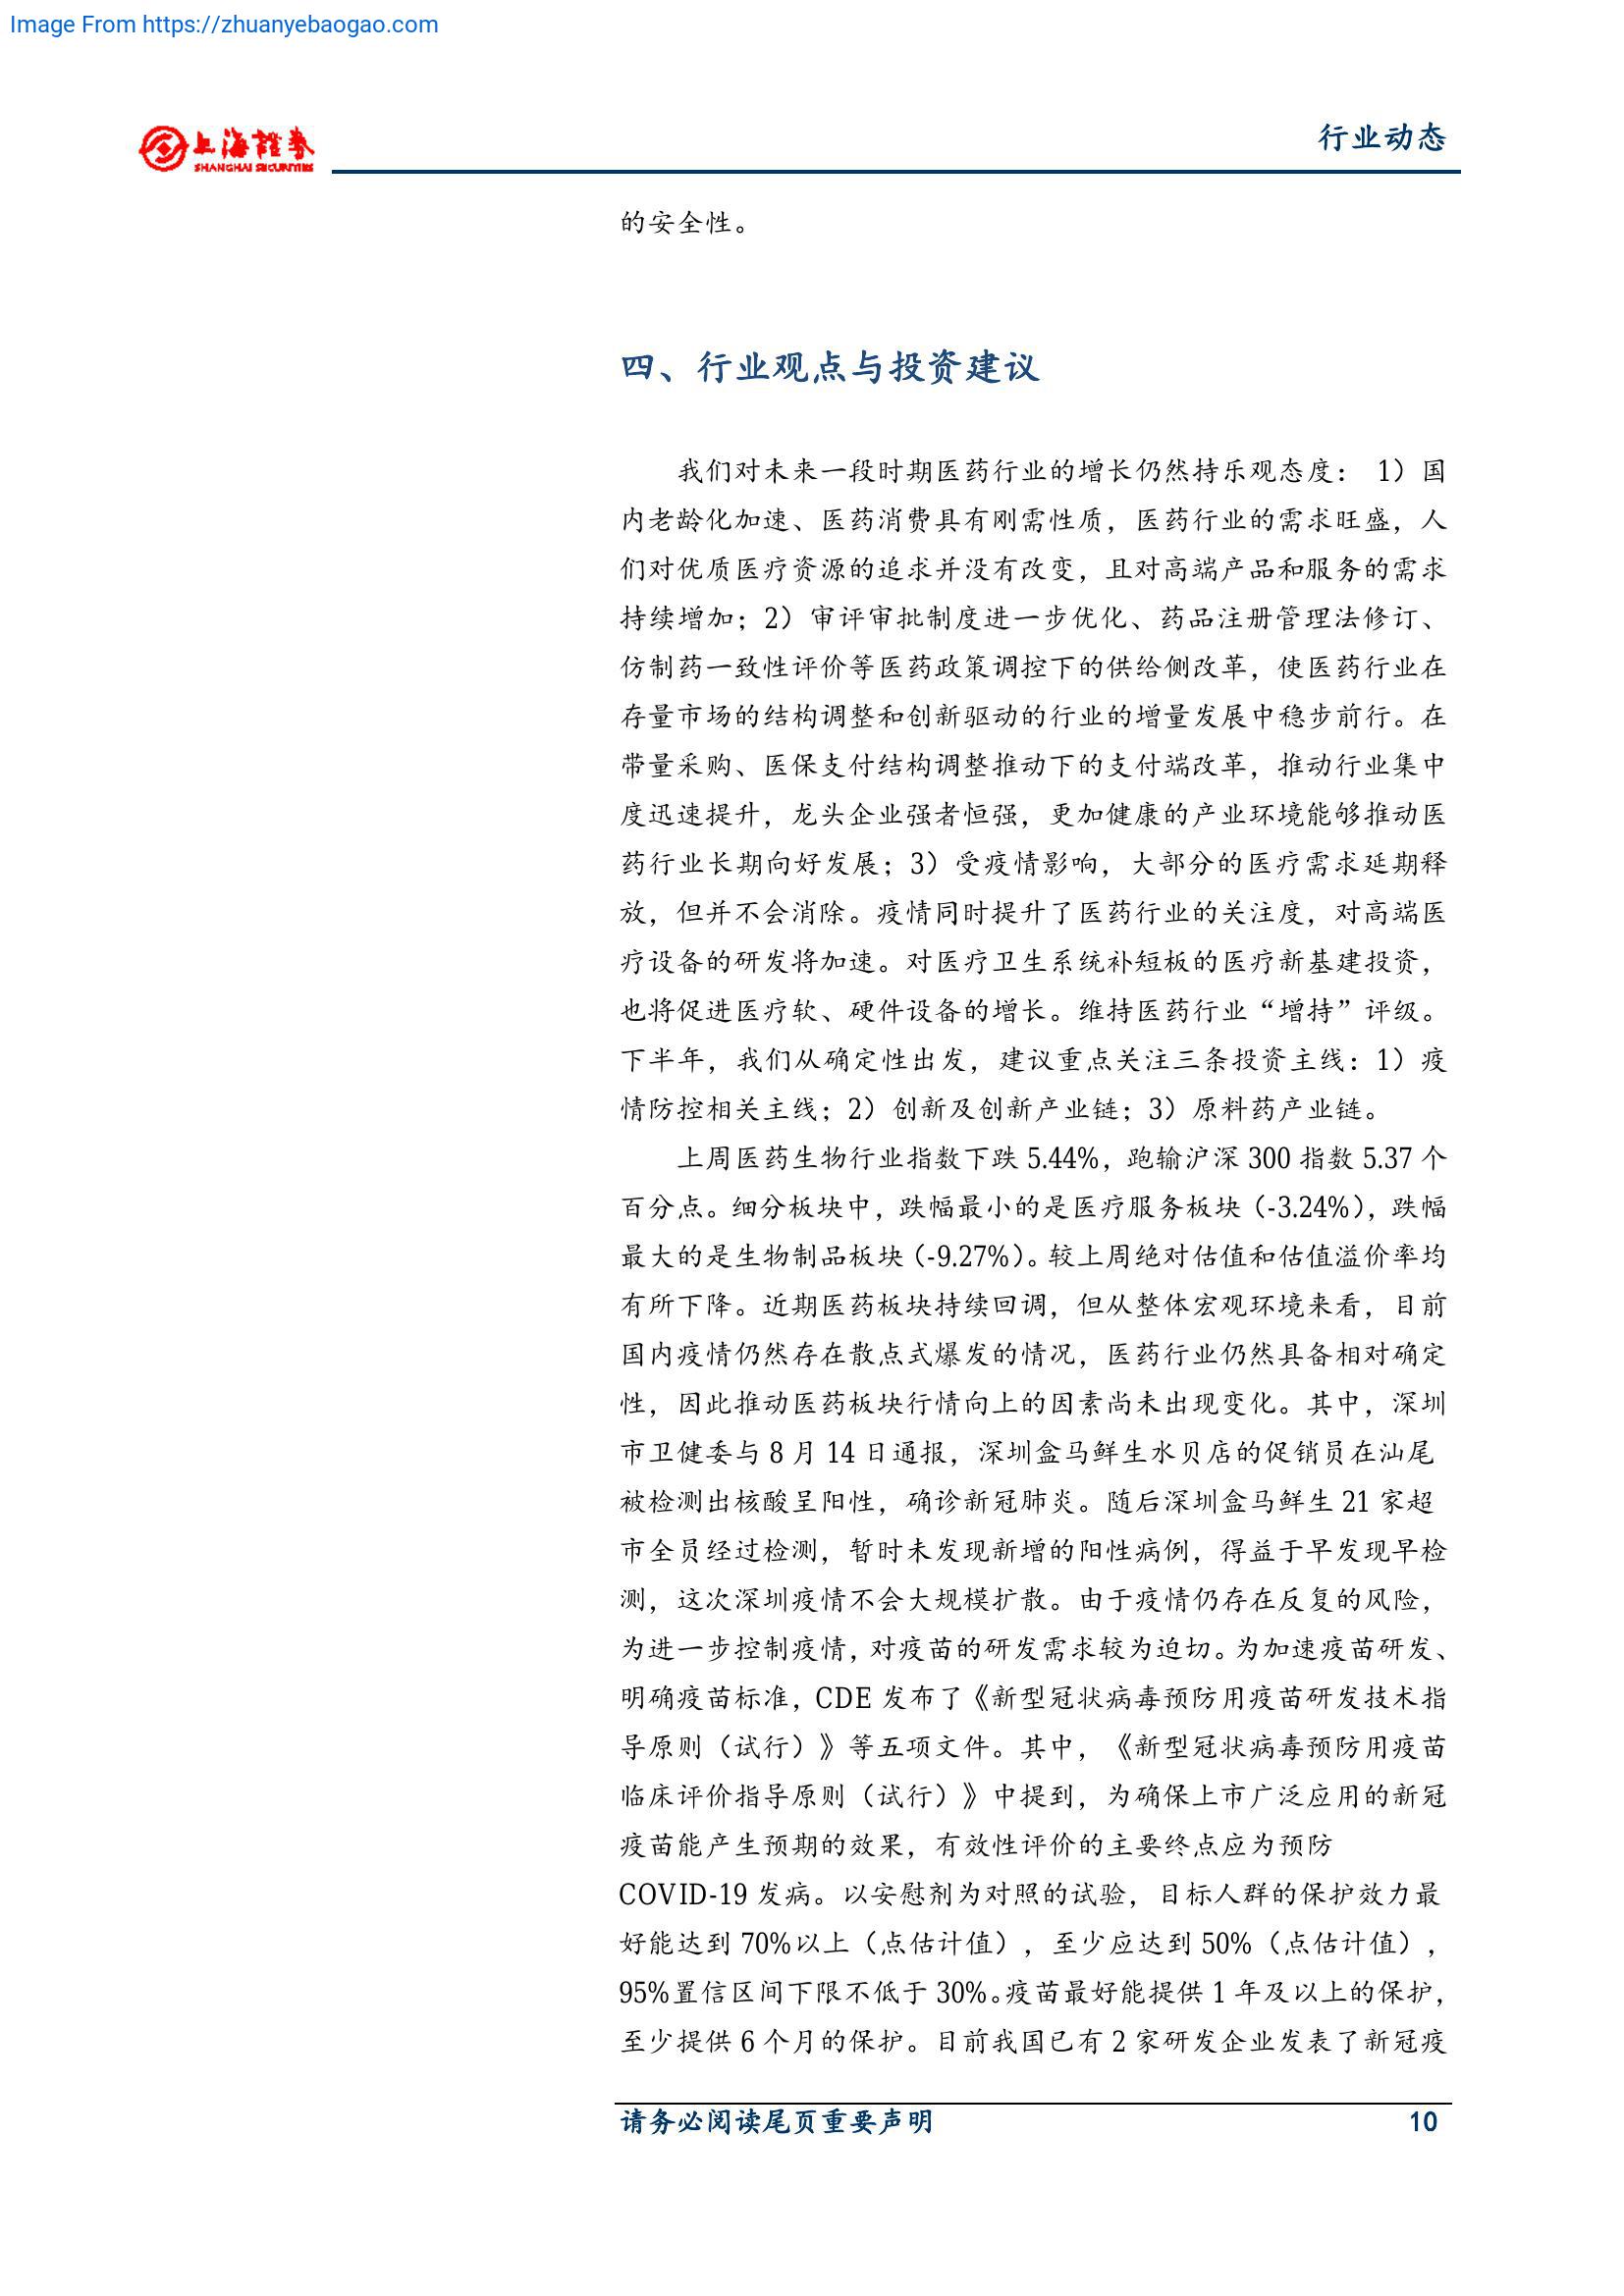 Image From https://zhuanyebaogao.com
上海證券
SHANGHAI SECURITIES
行业动态
的安全性。
四、行业观点与投资建议
我们对未来一段时期医药行业的增长仍然持乐观态度： 1）国
内老龄化加速、医药消费具有刚需性质，医药行业的需求旺盛，人
们对优质医疗资源的追求并没有改变，且对高端产品和服务的需求
持续增加；2）审评审批制度进一步优化、药品注册管理法修订、
仿制药一致性评价等医药政策调控下的供给侧改革，使医药行业在
存量市场的结构调整和创新驱动的行业的增量发展中稳步前行。在
带量采购、医保支付结构调整推动下的支付端改革，推动行业集中
度迅速提升，龙头企业强者恒强，更加健康的产业环境能够推动医
药行业长期向好发展；3）受疫情影响，大部分的医疗需求延期释
放，但并不会消除。疫情同时提升了医药行业的关注度，对高端医
疗设备的研发将加速。对医疗卫生系统补短板的医疗新基建投资，
也将促进医疗软、硬件设备的增长。维持医药行业“增持”评级。
下半年，我们从确定性出发，建议重点关注三条投资主线：1）疫
情防控相关主线；2）创新及创新产业链；3）原料药产业链。
上周医药生物行业指数下跌 5.44%，跑输沪深 300 指数 5.37 个
百分点。细分板块中，跌幅最小的是医疗服务板块（-3.24%），跌幅
最大的是生物制品板块（-9.27%）。较上周绝对估值和估值溢价率均
有所下降。近期医药板块持续回调，但从整体宏观环境来看，目前
国内疫情仍然存在散点式爆发的情况，医药行业仍然具备相对确定
性，因此推动医药板块行情向上的因素尚未出现变化。其中，深圳
市卫健委与 8 月 14 日通报，深圳盒马鲜生水贝店的促销员在汕尾
被检测出核酸呈阳性，确诊新冠肺炎。随后深圳盒马鲜生 21 家超
市全员经过检测，暂时未发现新增的阳性病例，得益于早发现早检
测，这次深圳疫情不会大规模扩散。由于疫情仍存在反复的风险，
为进一步控制疫情，对疫苗的研发需求较为迫切。为加速疫苗研发、
明确疫苗标准，CDE 发布了《新型冠状病毒预防用疫苗研发技术指
导原则（试行）》等五项文件。其中，《新型冠状病毒预防用疫苗
临床评价指导原则（试行）》中提到，为确保上市广泛应用的新冠
疫苗能产生预期的效果，有效性评价的主要终点应为预防
COVID-19 发病。以安慰剂为对照的试验，目标人群的保护效力最
好能达到 70%以上（点估计值），至少应达到 50%（点估计值），
95%置信区间下限不低于 30%。疫苗最好能提供 1 年及以上的保护，
至少提供 6 个月的保护。目前我国已有 2 家研发企业发表了新冠疫
请务必阅读尾页重要声明
10